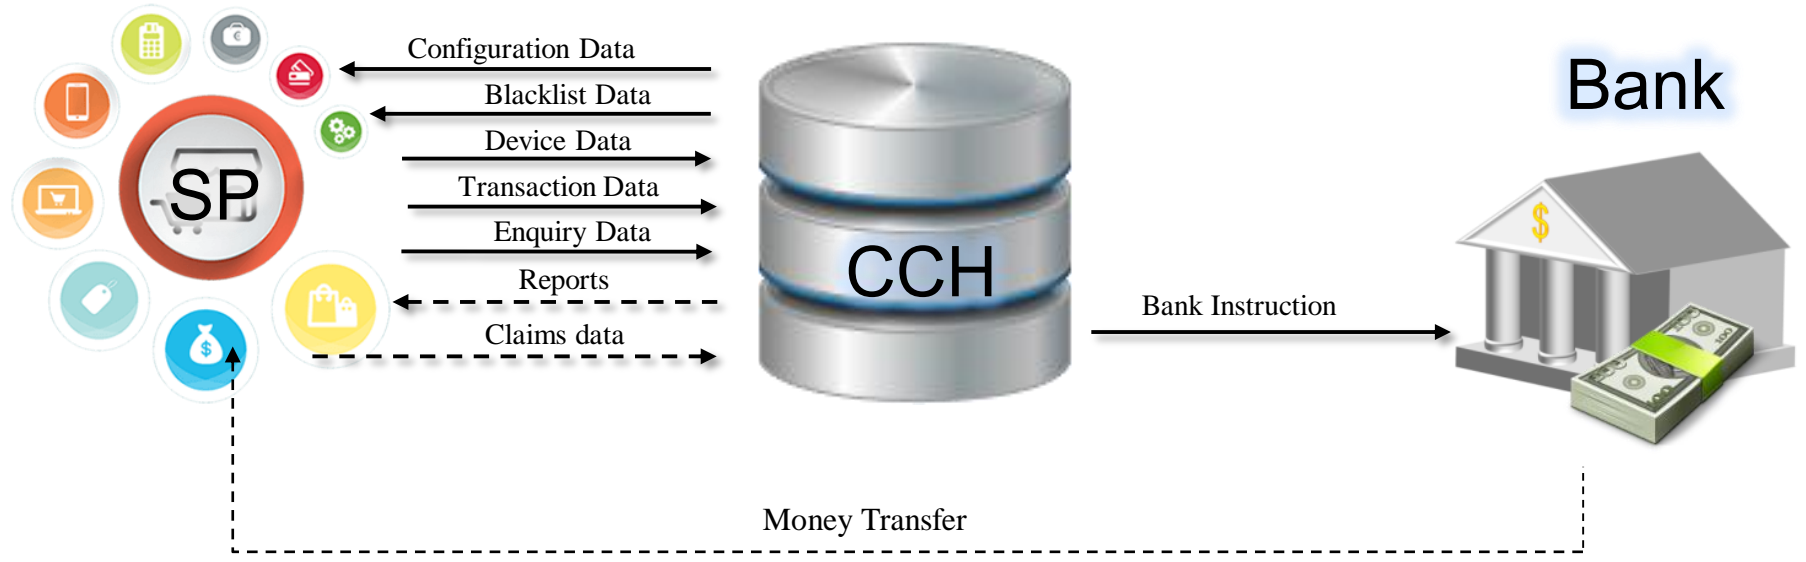 Configuration Data
Blacklist Data
Device Data
Transaction Data
Enquiry Data
Reports
Claims data
SP
CCH
Bank
$
Bank Instruction
$
Money Transfer